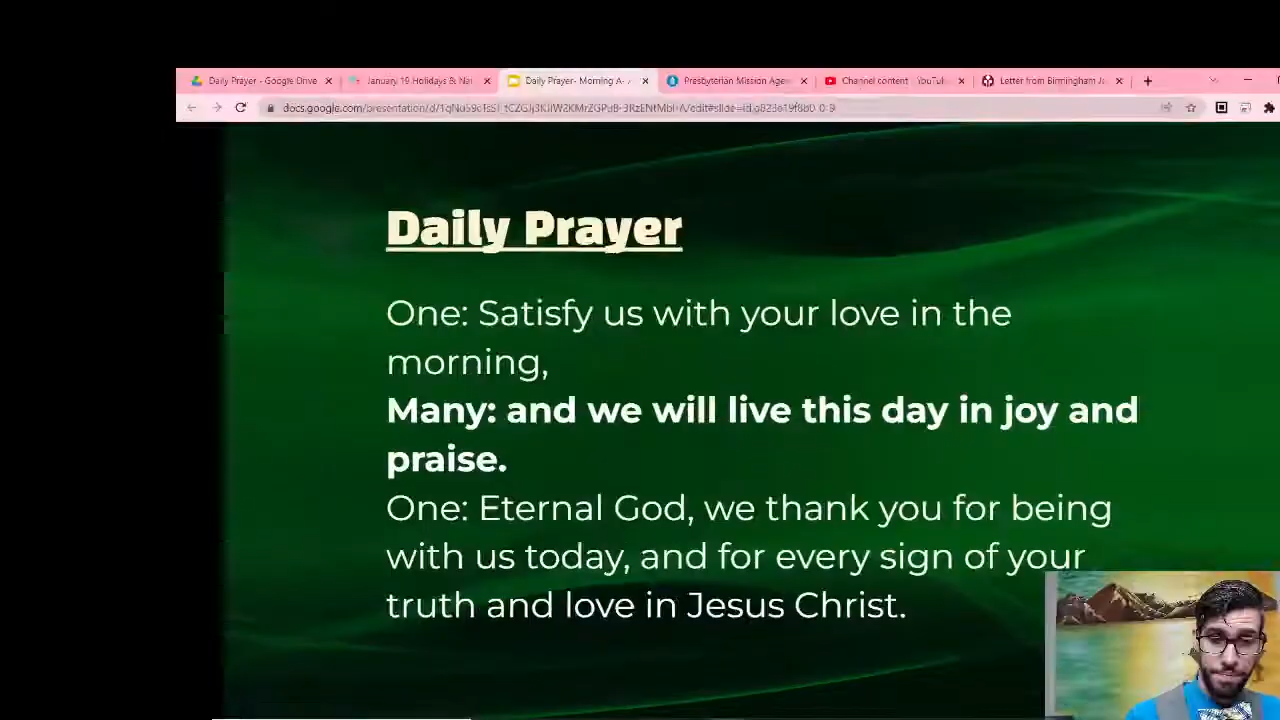 Daily Prayer - Google Drive
January 19 Holidays & Nat
Daily Prayer- Morning A-
Presbyterian Mission Agen
Channel content - YouTub
Letter from Birmingham Ja
Daily Prayer
One: Satisfy us with your love in the
morning,
Many: and we will live this day in joy and
praise.
One: Eternal God, we thank you for being
with us today, and for every sign of your
truth and love in Jesus Christ.